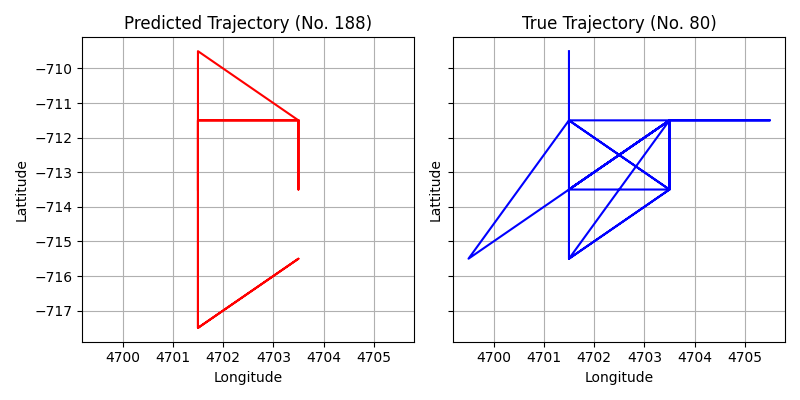 Predicted Trajectory (No. 188)
True Trajectory (No. 80)
Lattitude
−710
−711
−712
−713
−714
−715
−716
−717
4700 4701 4702 4703 4704 4705
Longitude
Lattitude
4700 4701 4702 4703 4704 4705
Longitude